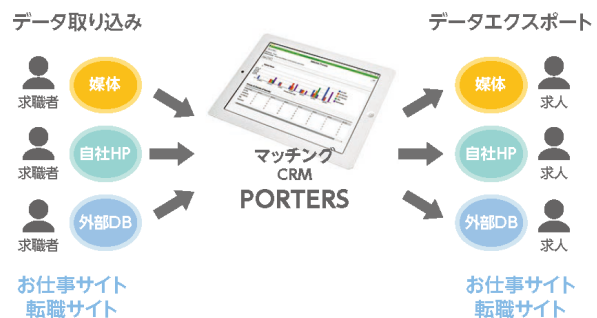 データ取り込み
データエクスポート
求職者
媒体
求職者
自社HP
求職者
外部DB
お仕事サイト
転職サイト
マッチング
CRM
PORTERS
媒体
求人
自社HP
求人
外部DB
求人
お仕事サイト
転職サイト